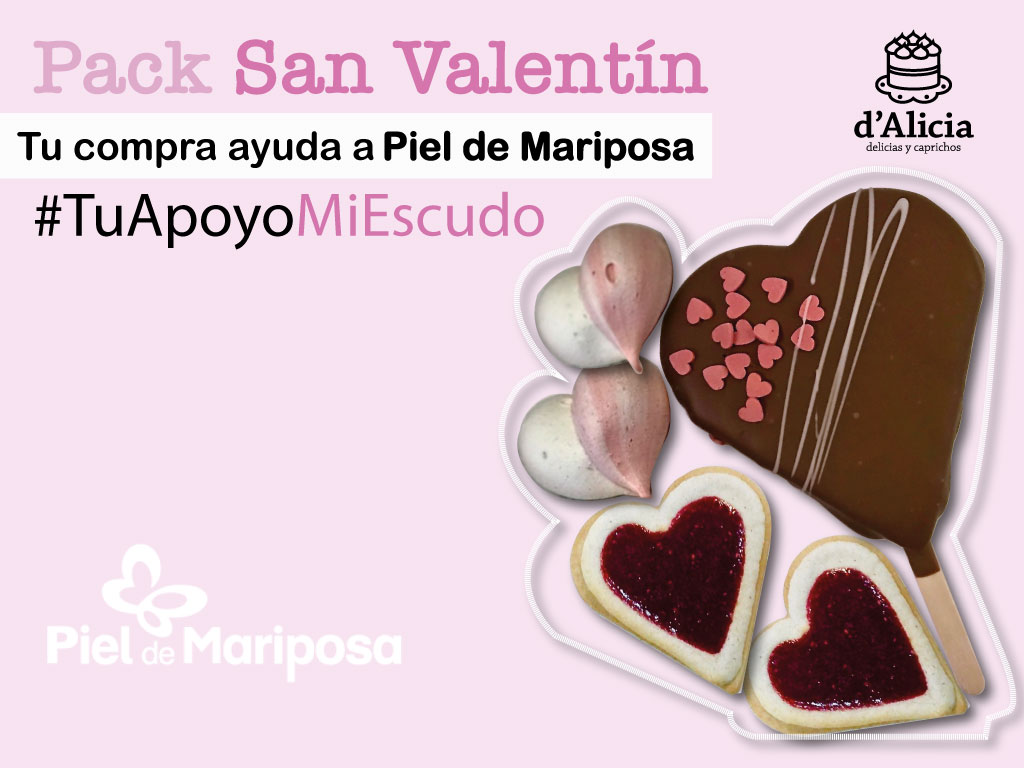 Pack San Valentín
d'Alicia
delicias y caprichos
Tu compra ayuda a Piel de Mariposa
#TuApoyoMiEscudo
Piel de Mariposa